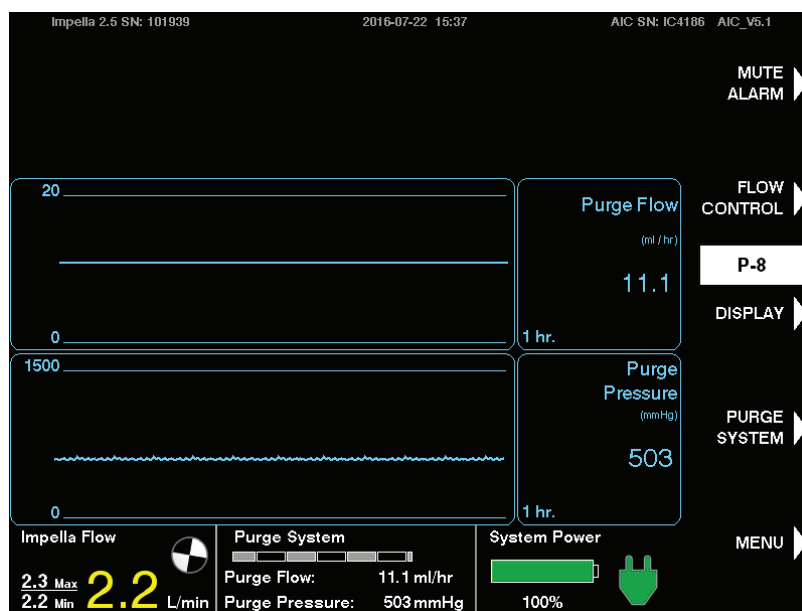 Impella 2.5 SN: 101939 2016-07-22 15:37 AIC SN: IC4186 AIC_V5.1
MUTE
ALARM
20
Purge Flow
(ml / hr)
11.1
0
1 hr.
FLOW
CONTROL
P-8
DISPLAY
1500
Purge
Pressure
(mmHg)
503
0
1 hr.
PURGE
SYSTEM
Impella Flow
2.3 Max
2.2 Min
2.2 L/min
Purge System
Purge Flow: 11.1 ml/hr
Purge Pressure: 503 mmHg
System Power
100%
MENU